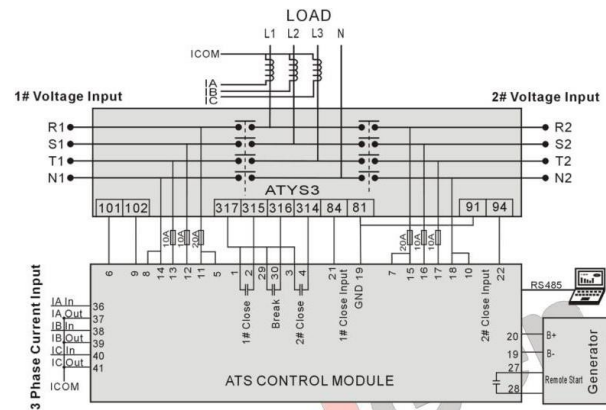 LOAD
L1 L2 L3 N
ICOM
IA
IB
IC
1# Voltage Input
2# Voltage Input
R1
S1
T1
N1
R2
S2
T2
N2
ATYS3
101 102 317 315 316 314 84 81 91 94
10A 10A 20A 20A 10A 10A
6 9 8 14 13 12 11 5 1 2 29 30 3 4 21 19 7 15 16 17 18 10 22
1# Close
Break
2# Close
1# Close Input
GND
2# Close Input
RS485
3 Phase Current Input
IA In 36
IA Out 37
IB In 38
IB Out 39
IC In 40
IC Out 41
ICOM
ATS CONTROL MODULE
20 B+
19 B-
27 Remote Start
28
Generator